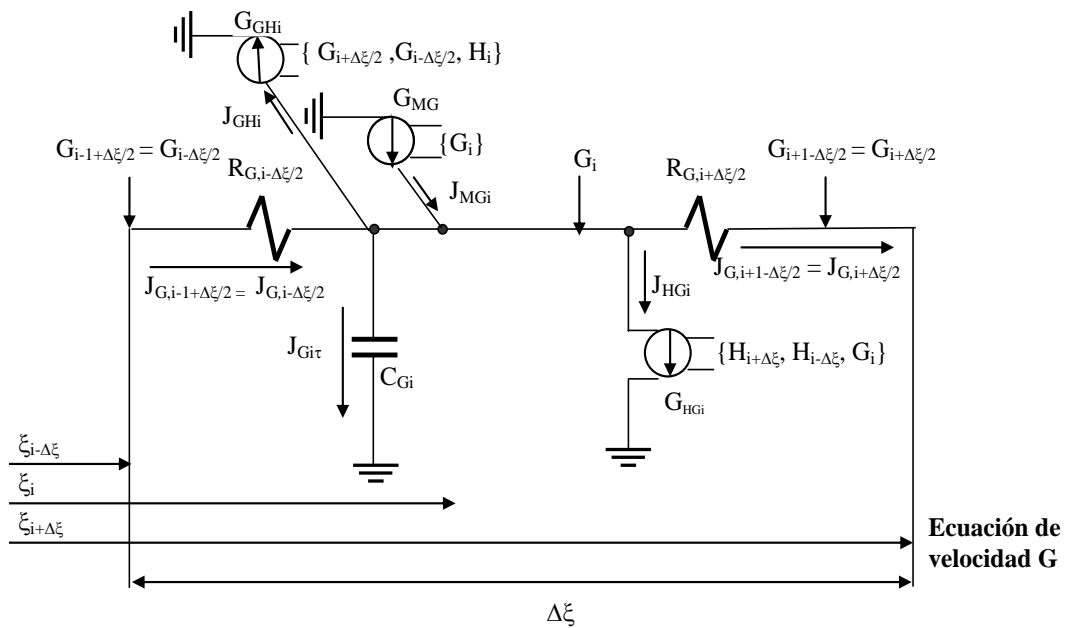 G_GHi
{ G_i+Δξ/2 ,G_i-Δξ/2, H_i}
J_GHi
G_MG
{G_i}
J_MGi
G_i-1+Δξ/2 = G_i-Δξ/2
R_G,i-Δξ/2
G_i
R_G,i+Δξ/2
G_i+1-Δξ/2 = G_i+Δξ/2
J_G,i-1+Δξ/2 = J_G,i-Δξ/2
J_G,i+1-Δξ/2 = J_G,i+Δξ/2
J_HGi
J_Giτ
C_Gi
{H_i+Δξ, H_i-Δξ, G_i}
G_HGi
ξ_i-Δξ
ξ_i
ξ_i+Δξ
Ecuación de
velocidad G
Δξ